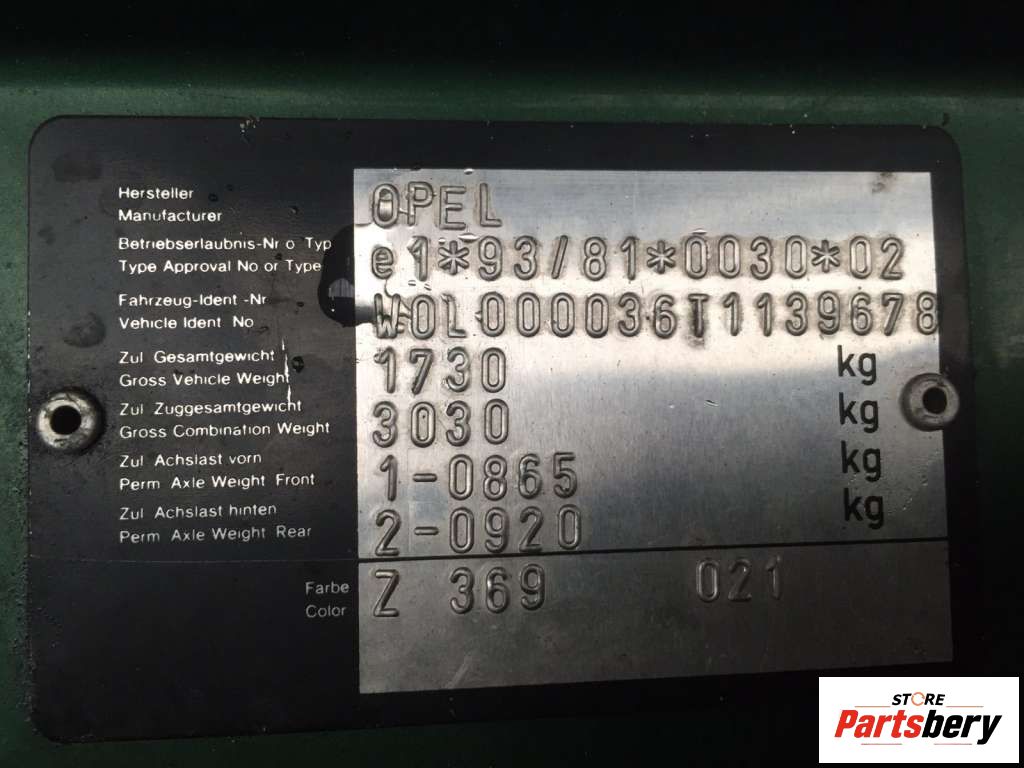 Hersteller
Manufacturer OPEL
Betriebserlaubnis-Nr o Typ
Type Approval No or Type e1*93/81*0030*02
Fahrzeug-Ident -Nr
Vehicle Ident No W0L000036T1139678
Zul Gesamtgewicht
Gross Vehicle Weight 1730 kg
Zul Zuggesamtgewicht
Gross Combination Weight 3030 kg
Zul Achslast vorn
Perm Axle Weight Front 1-0865 kg
Zul Achslast hinten
Perm Axle Weight Rear 2-0920 kg
Farbe
Color Z 369 021
STORE
Partsbery